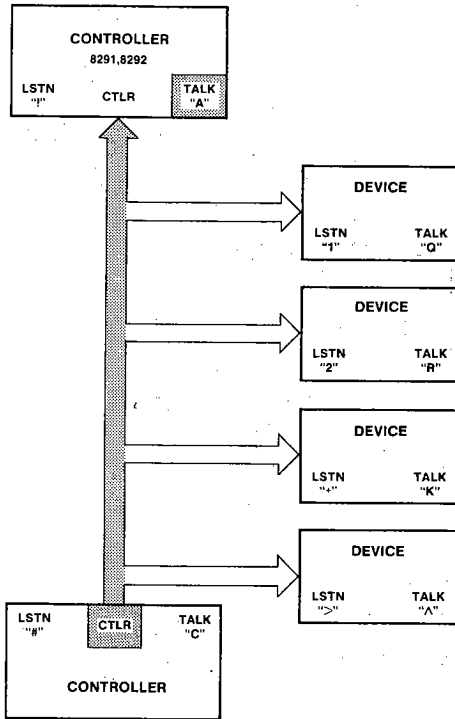 CONTROLLER
8291,8292
LSTN
"!"
CTLR
TALK
"A"
DEVICE
LSTN
"1"
TALK
"Q"
DEVICE
LSTN
"2"
TALK
"R"
DEVICE
LSTN
"+"
TALK
"K"
DEVICE
LSTN
">"
TALK
"^"
LSTN
"#"
CTLR
TALK
"C"
CONTROLLER